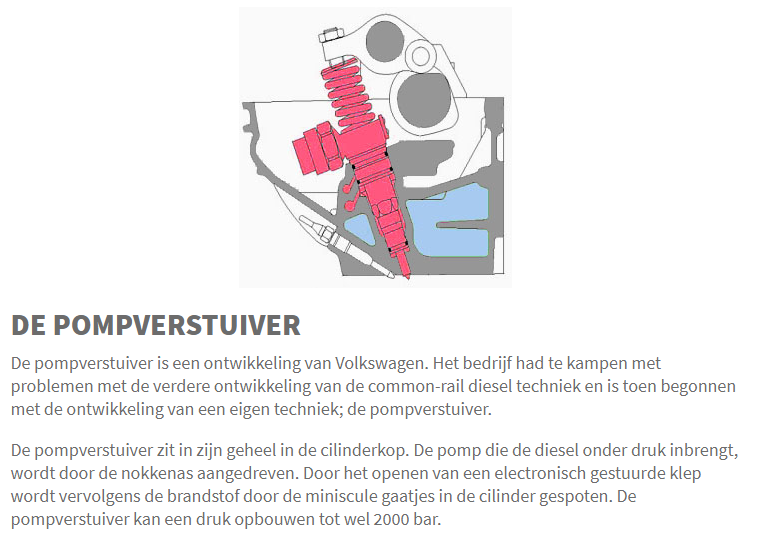 DE POMPVERSTUIVER
De pompverstuiver is een ontwikkeling van Volkswagen. Het bedrijf had te kampen met
problemen met de verdere ontwikkeling van de common-rail diesel techniek en is toen begonnen
met de ontwikkeling van een eigen techniek; de pompverstuiver.
De pompverstuiver zit in zijn geheel in de cilinderkop. De pomp die de diesel onder druk inbrengt,
wordt door de nokkenas aangedreven. Door het openen van een electronisch gestuurde klep
wordt vervolgens de brandstof door de miniscule gaatjes in de cilinder gespoten. De
pompverstuiver kan een druk opbouwen tot wel 2000 bar.